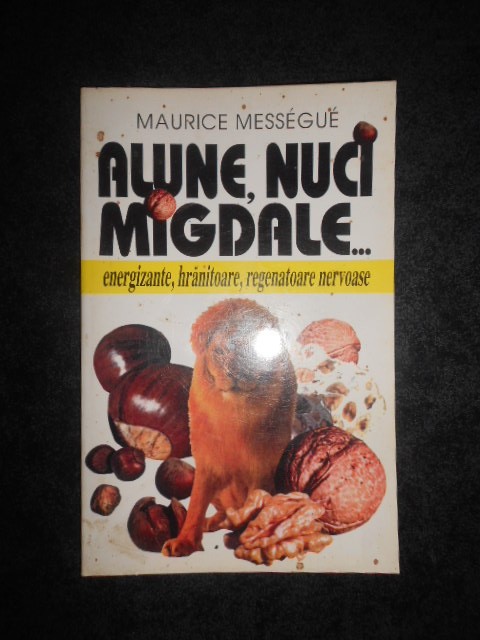 MAURICE MESSÉGUÉ
ALUNE, NUCI
MIGDALE...
energizante, hrănitoare, regenatoare nervoase